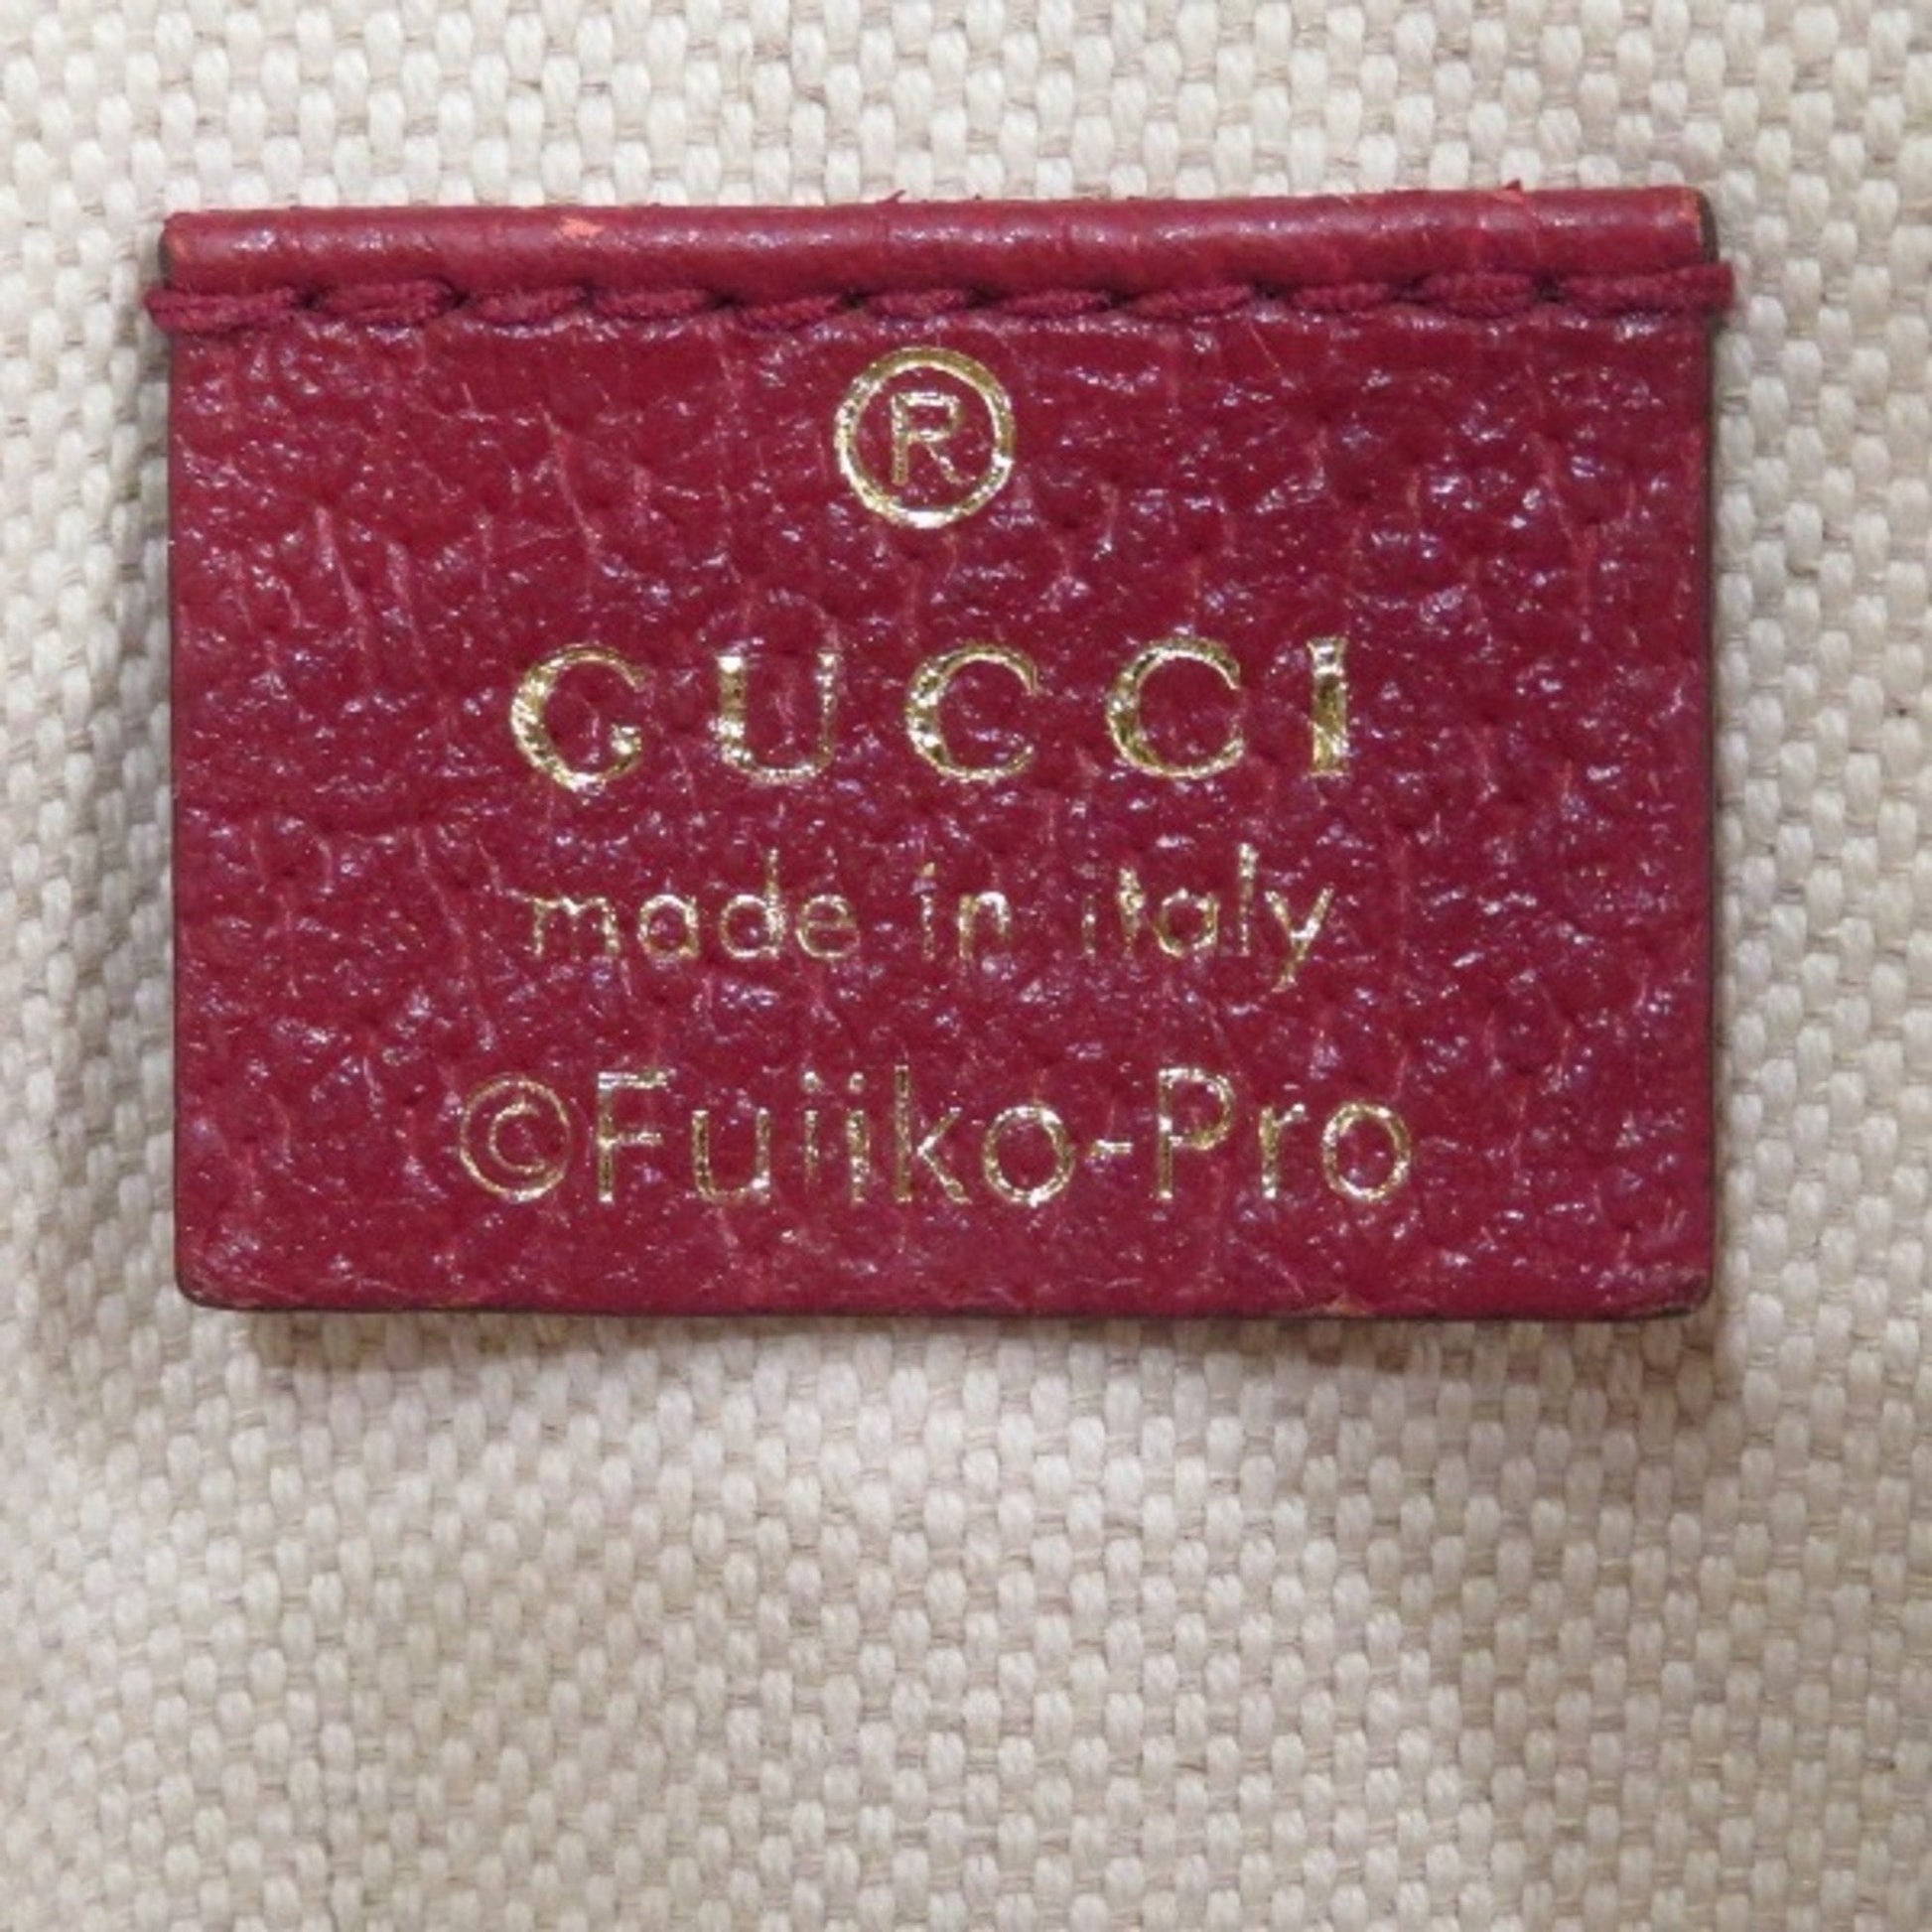 ®
GUCCI
made in italy
©Fujiko-Pro